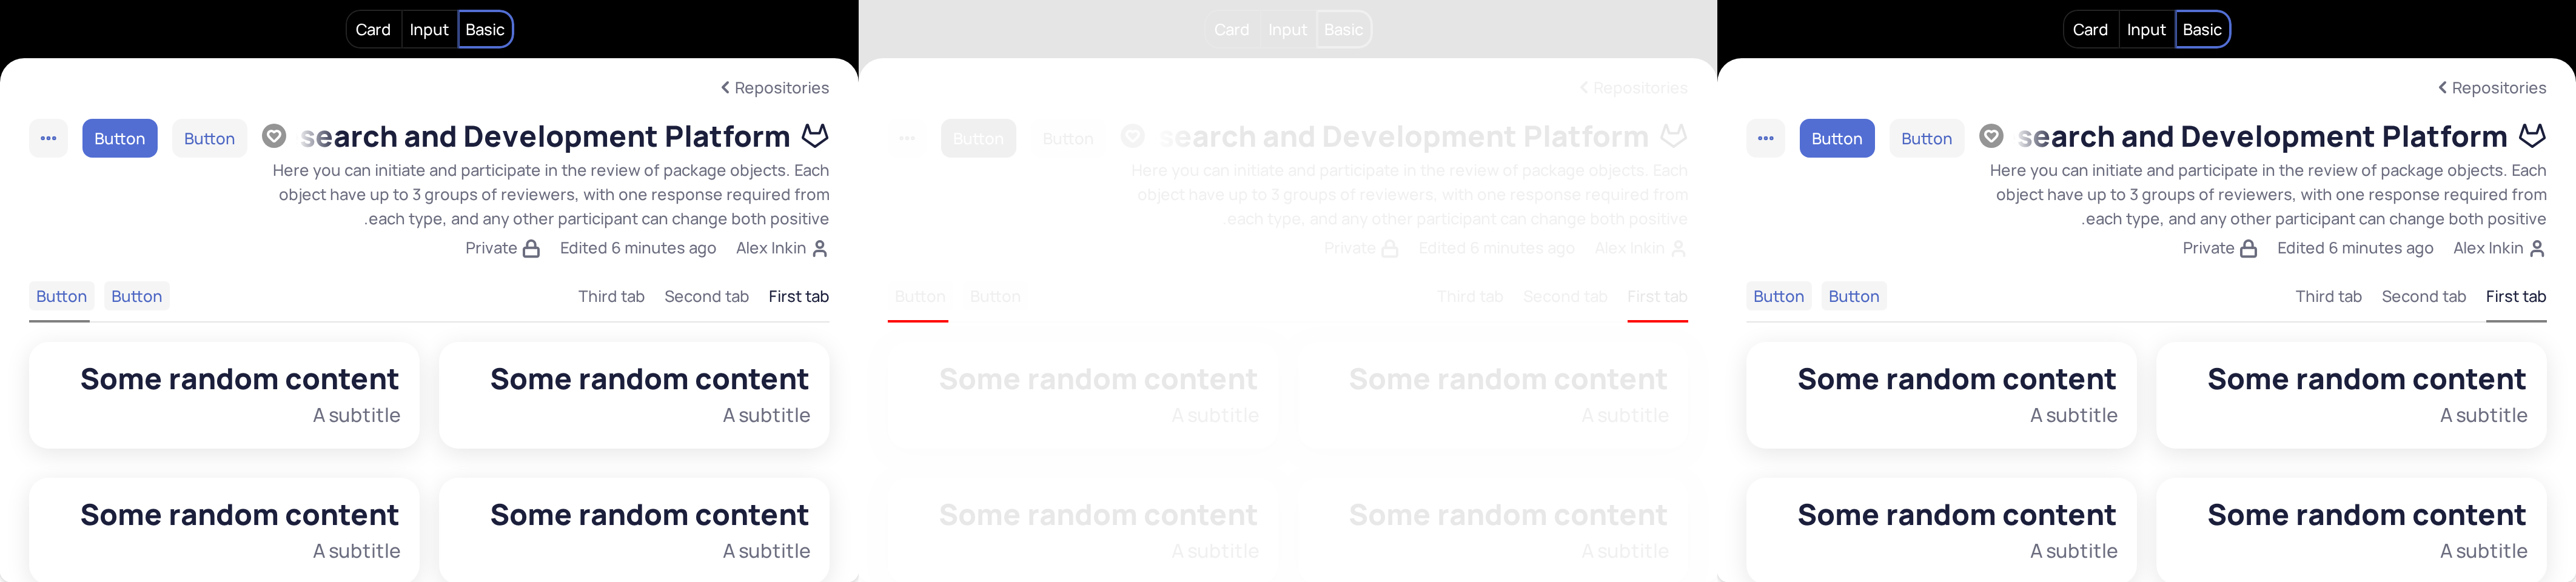 Card Input Basic
Repositories
Button Button search and Development Platform
Here you can initiate and participate in the review of package objects. Each
object have up to 3 groups of reviewers, with one response required from
.each type, and any other participant can change both positive
Private Edited 6 minutes ago Alex Inkin
Button Button Third tab Second tab First tab
Some random content Some random content
A subtitle A subtitle
Some random content Some random content
A subtitle A subtitle
Card Input Basic
Repositories
Button Button search and Development Platform
Here you can initiate and participate in the review of package objects. Each
object have up to 3 groups of reviewers, with one response required from
.each type, and any other participant can change both positive
Private Edited 6 minutes ago Alex Inkin
Button Button Third tab Second tab First tab
Some random content Some random content
A subtitle A subtitle
Some random content Some random content
A subtitle A subtitle
Card Input Basic
Repositories
Button Button search and Development Platform
Here you can initiate and participate in the review of package objects. Each
object have up to 3 groups of reviewers, with one response required from
.each type, and any other participant can change both positive
Private Edited 6 minutes ago Alex Inkin
Button Button Third tab Second tab First tab
Some random content Some random content
A subtitle A subtitle
Some random content Some random content
A subtitle A subtitle